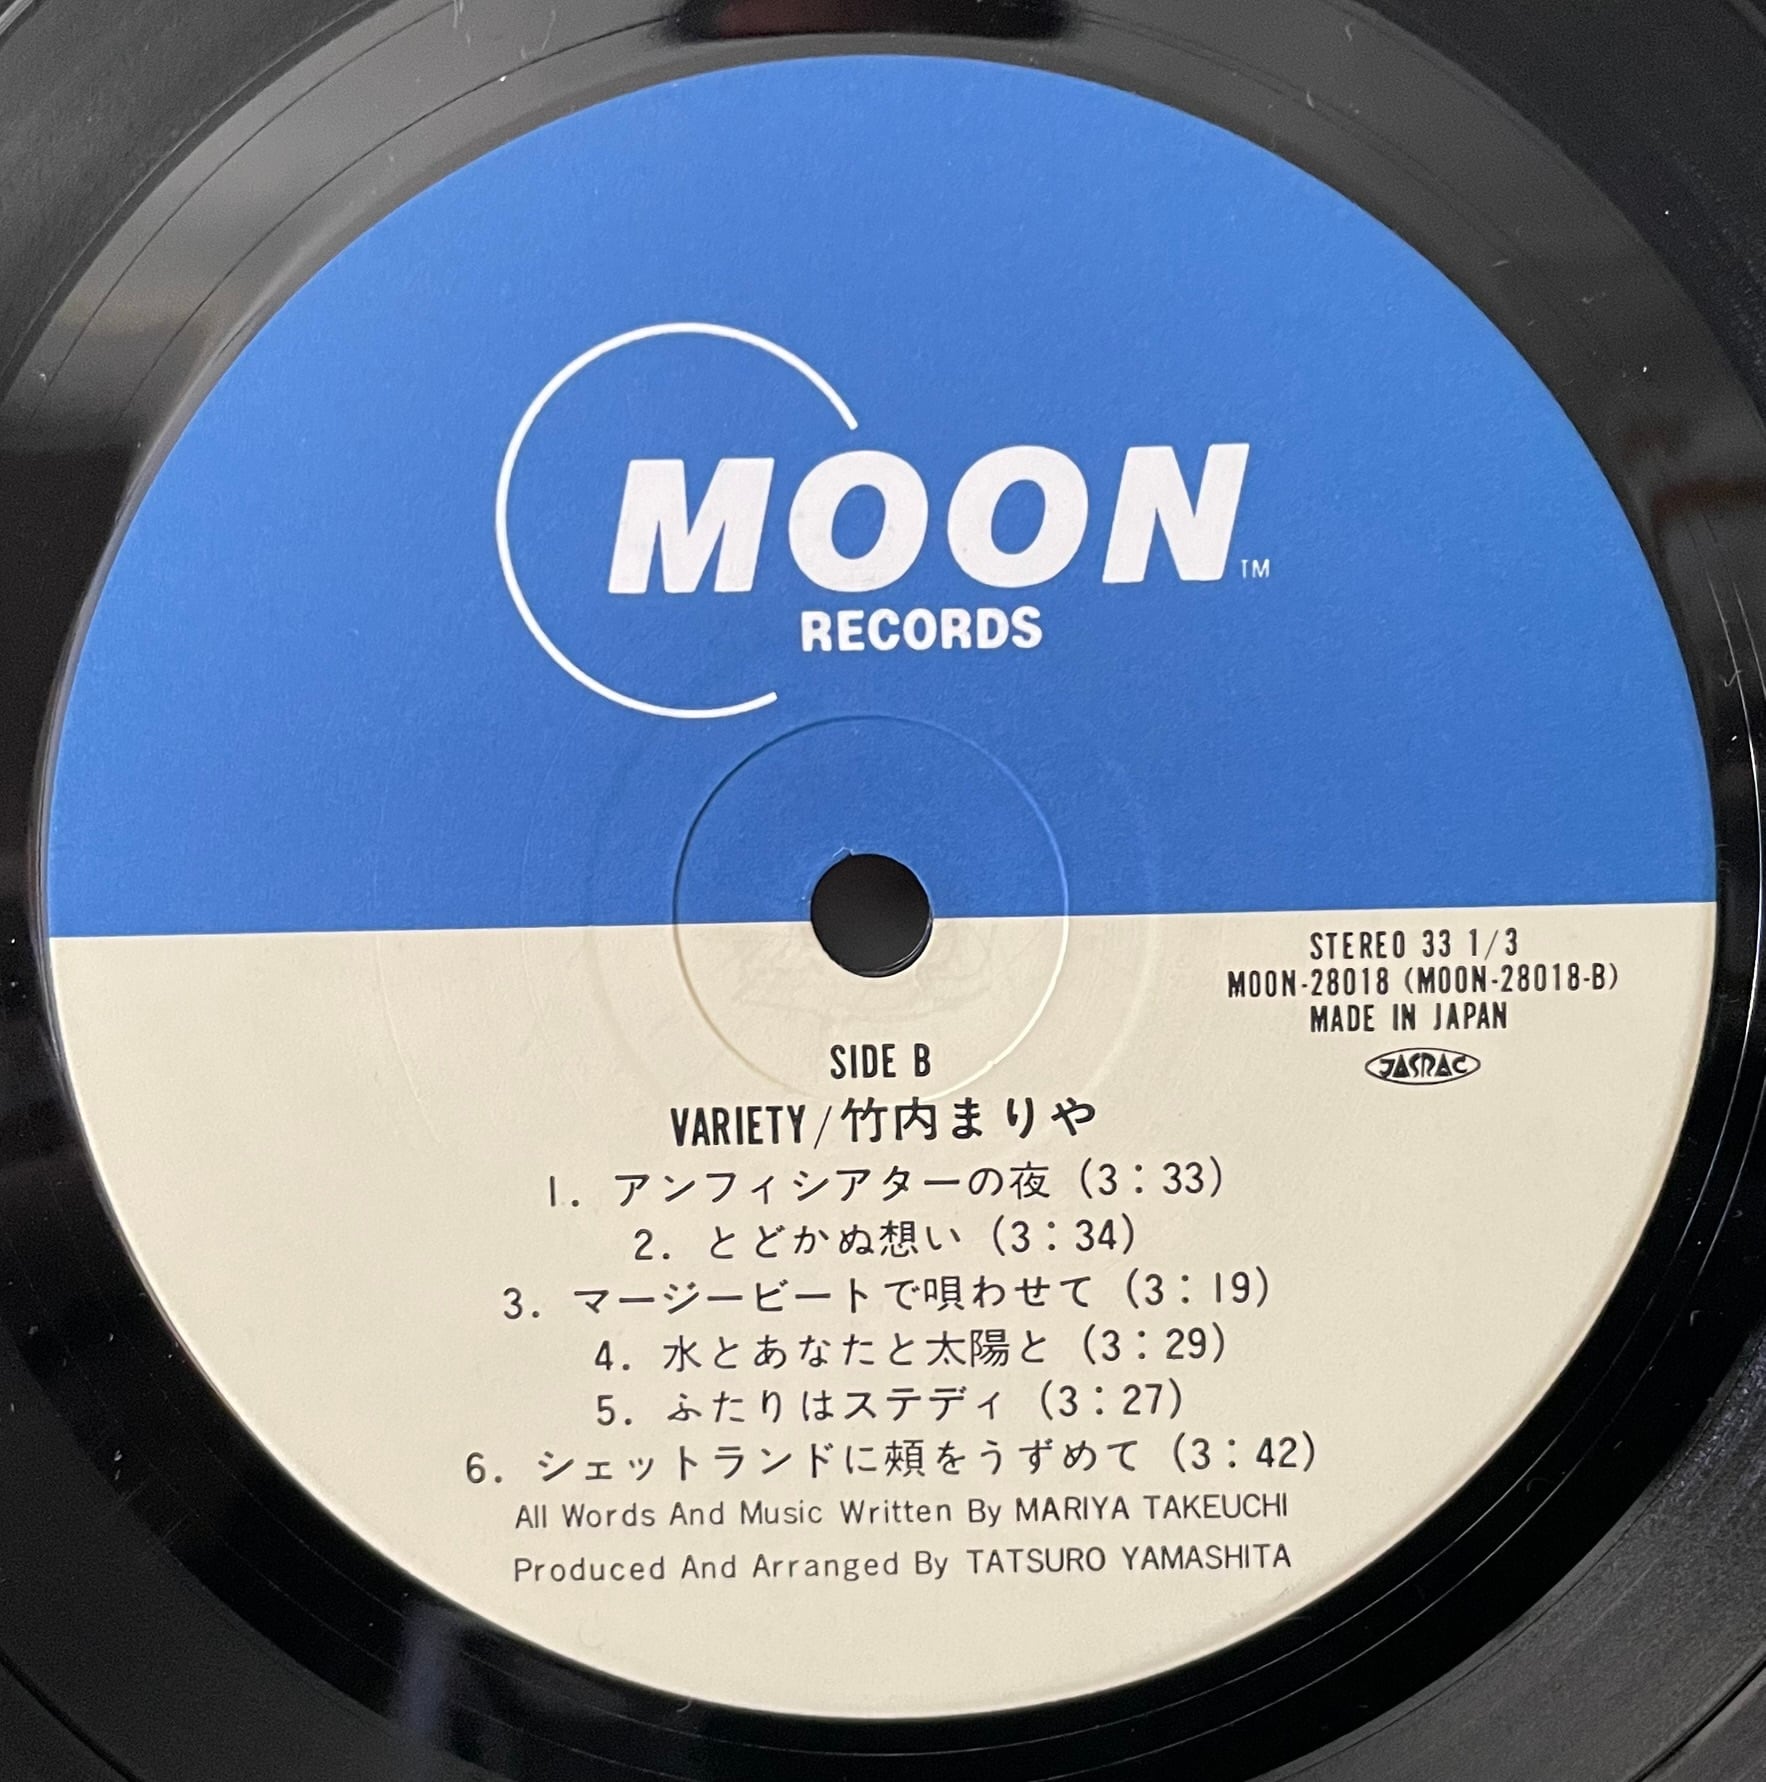 MOON TM
RECORDS
STEREO 33 1/3
MOON-28018 (MOON-28018-B)
MADE IN JAPAN
JASRAC
SIDE B
VARIETY/竹内まりや
1. アンフィシアターの夜 (3:33)
2. とどかぬ想い (3:34)
3. マージービートで唄わせて (3:19)
4. 水とあなたと太陽と (3:29)
5. ふたりはステディ (3:27)
6. シェットランドに頬をうずめて (3:42)
All Words And Music Written By MARIYA TAKEUCHI
Produced And Arranged By TATSURO YAMASHITA